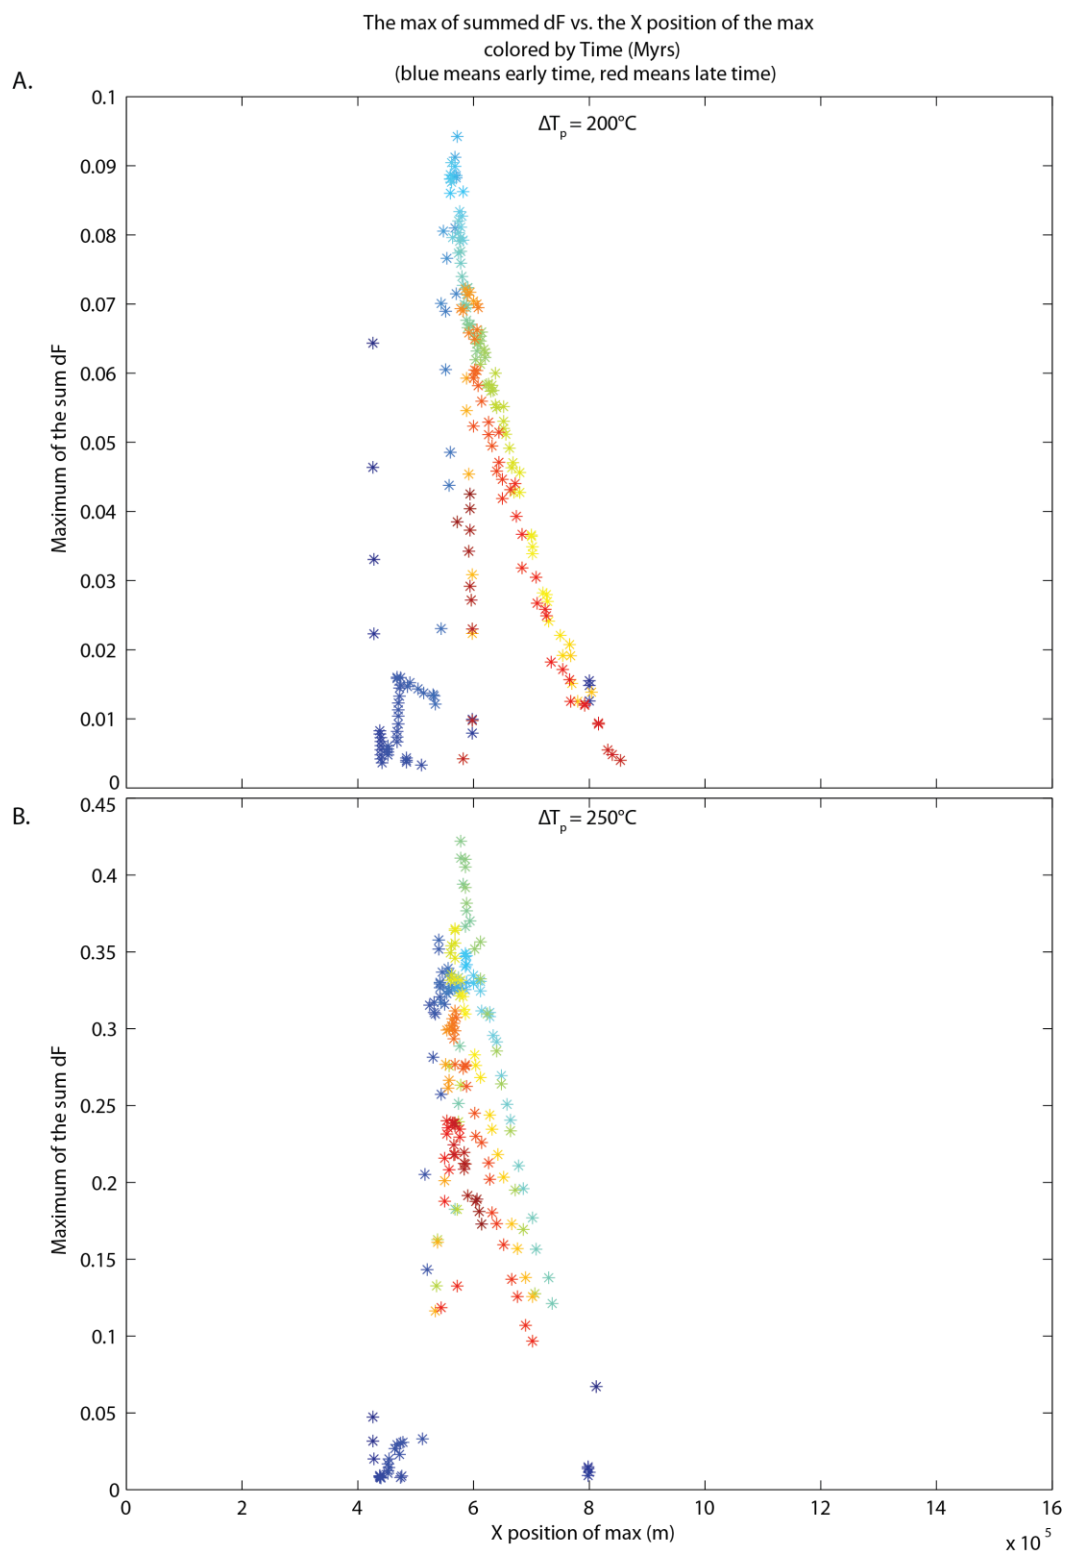 The max of summed dF vs. the X position of the max
colored by Time (Myrs)
(blue means early time, red means late time)
A.
ΔTp = 200°C
0.1
0.09
0.08
0.07
0.06
0.05
0.04
0.03
0.02
0.01
0
Maximum of the sum dF
B.
ΔTp = 250°C
0.45
0.4
0.35
0.3
0.25
0.2
0.15
0.1
0.05
0
Maximum of the sum dF
0 2 4 6 8 10 12 14 16
X position of max (m)
x 10 5